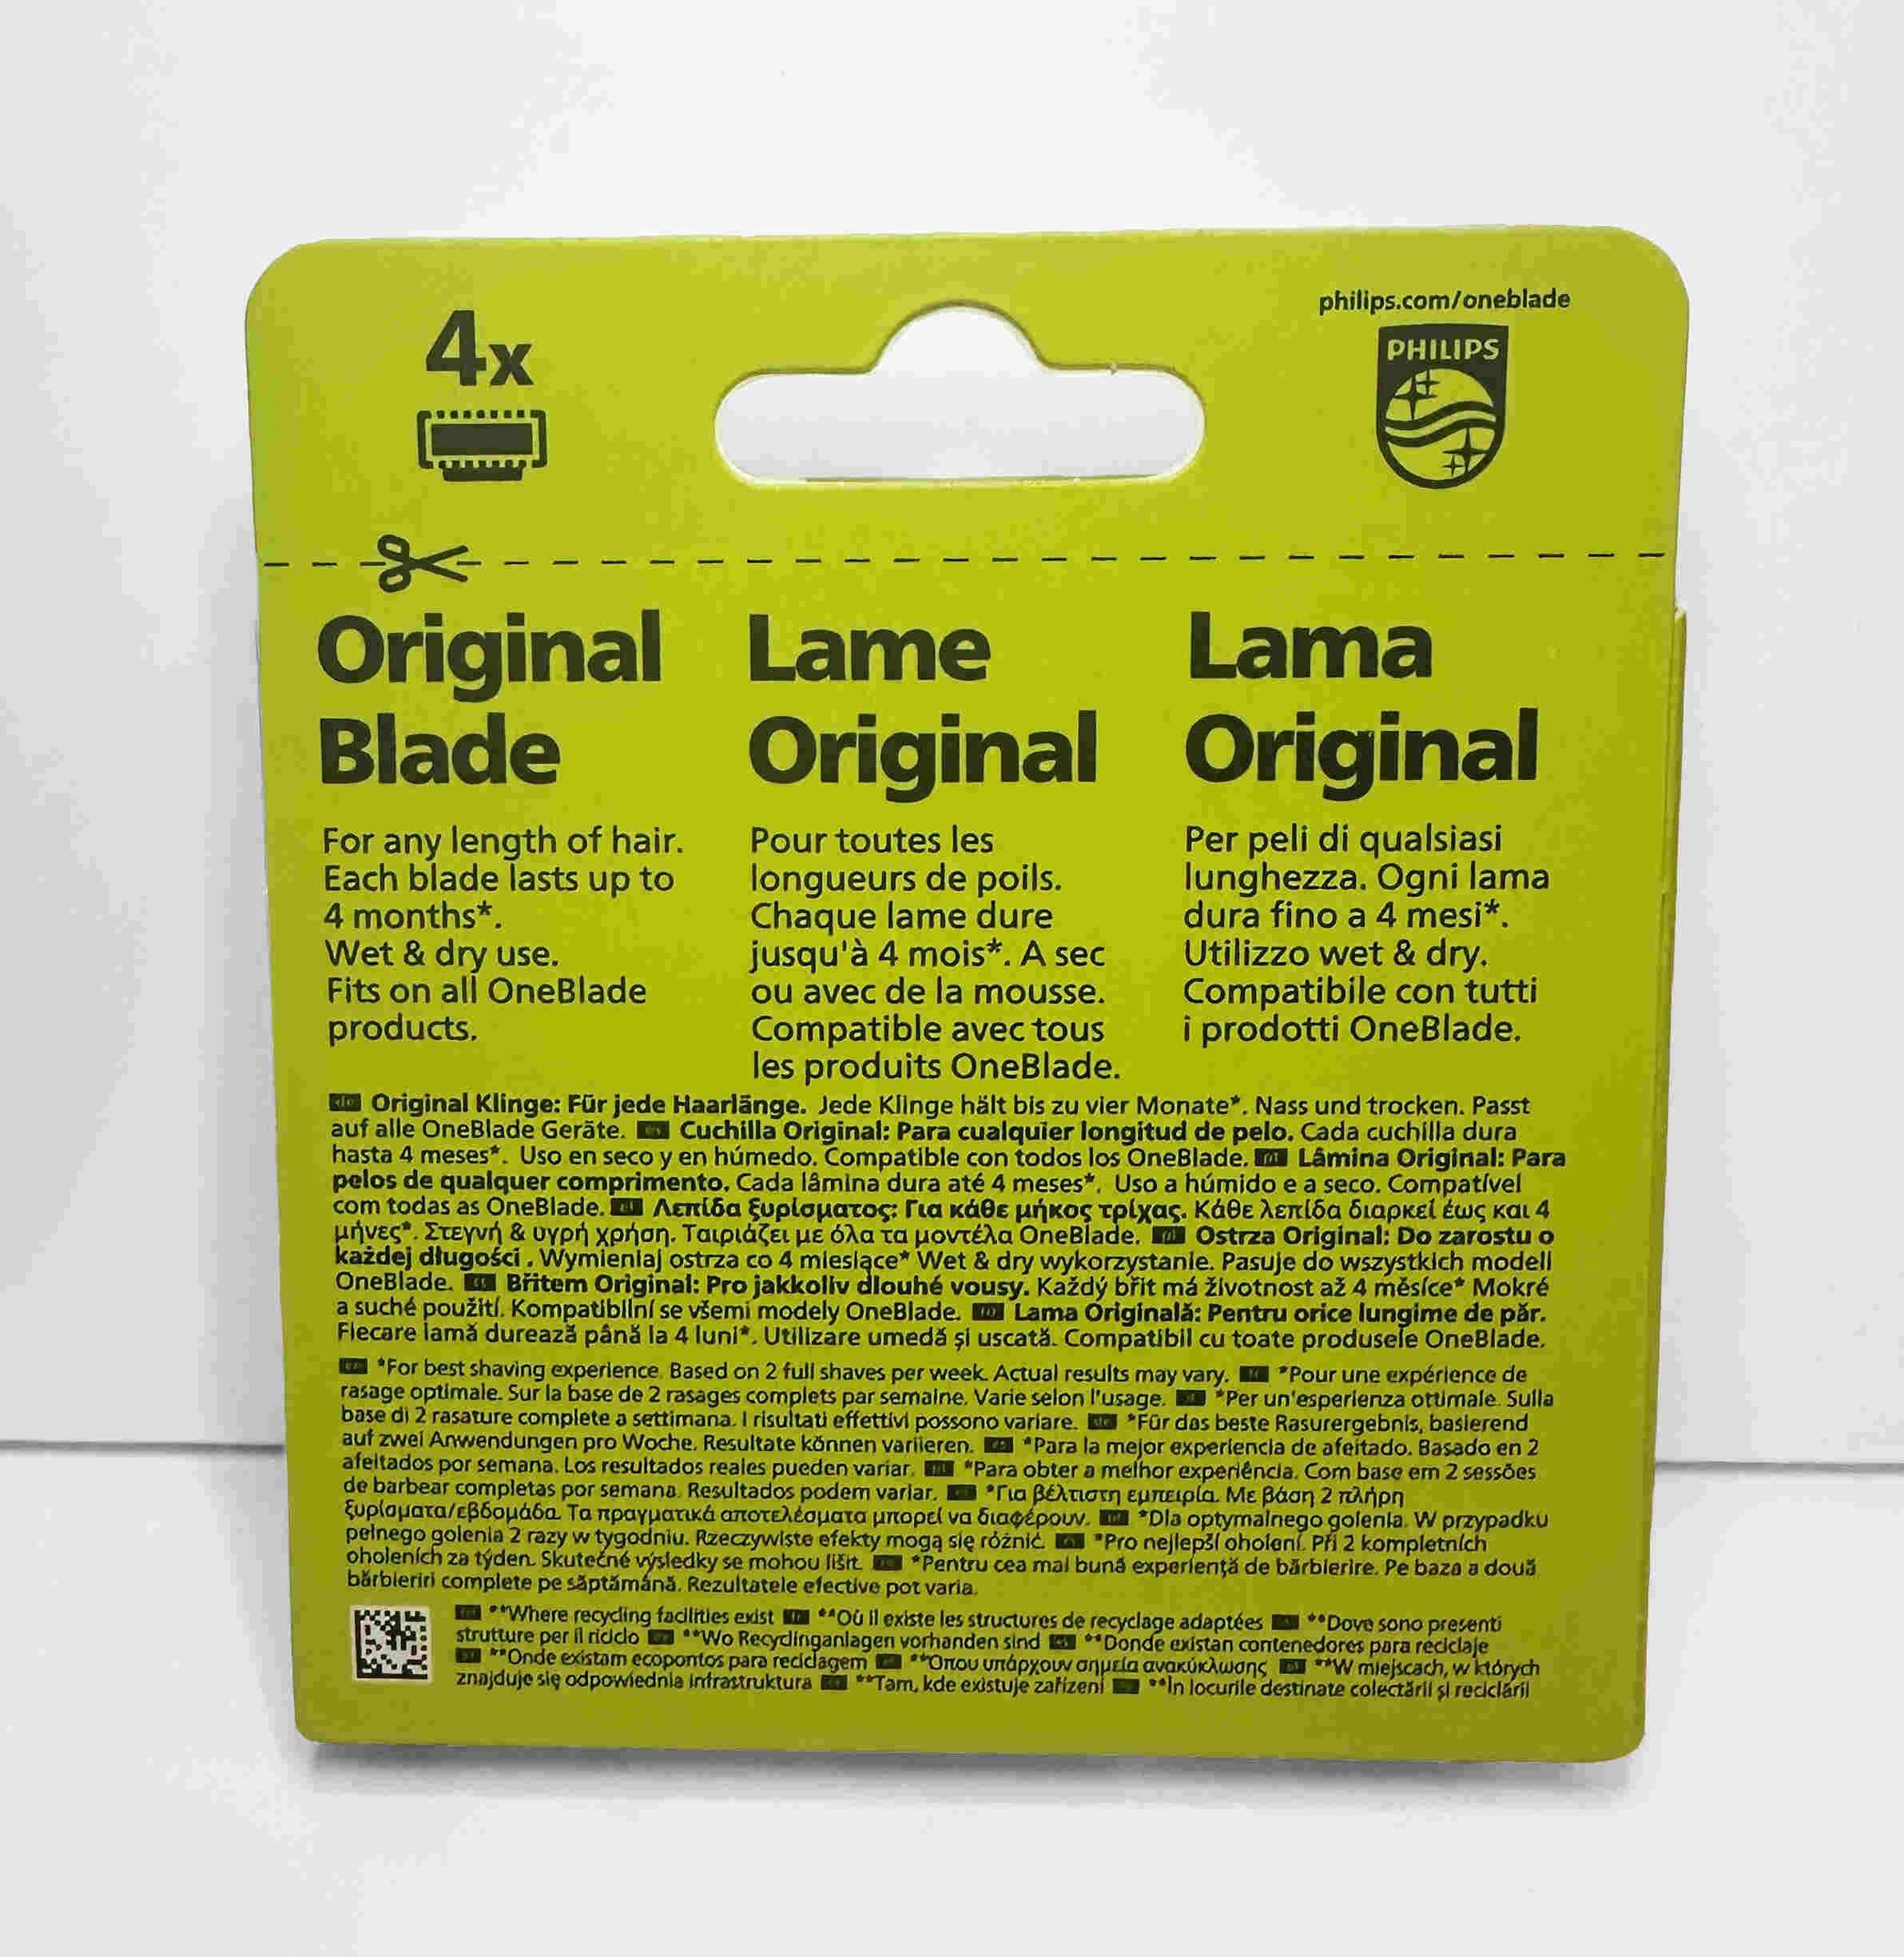 4x
philips.com/oneblade
PHILIPS
Original
Blade
For any length of hair.
Each blade lasts up to
4 months*.
Wet & dry use.
Fits on all OneBlade
products.
Lame
Original
Pour toutes les
longueurs de poils.
Chaque lame dure
jusqu'à 4 mois*. A sec
ou avec de la mousse.
Compatible avec tous
les produits OneBlade.
Lama
Original
Per peli di qualsiasi
lunghezza. Ogni lama
dura fino a 4 mesi*.
Utilizzo wet & dry.
Compatibile con tutti
i prodotti OneBlade.
de Original Klinge: Für jede Haarlänge. Jede Klinge hält bis zu vier Monate*. Nass und trocken. Passt
auf alle OneBlade Geräte. es Cuchilla Original: Para cualquier longitud de pelo. Cada cuchilla dura
hasta 4 meses*. Uso en seco y en húmedo. Compatible con todos los OneBlade. Lâmina Original: Para
pelos de qualquer comprimento. Cada lâmina dura até 4 meses*. Uso a húmido e a seco. Compatível
com todas as OneBlade. Λεπίδα ξυρίσματος: Για κάθε μήκος τρίχας. Κάθε λεπίδα διαρκεί έως και 4
μήνες*. Στεγνή & υγρή χρήση. Ταιριάζει με όλα τα μοντέλα OneBlade. Ostrza Original: Do zarostu o
każdej długości . Wymieniaj ostrza co 4 miesiące* Wet & dry wykorzystanie. Pasuje do wszystkich modeli
OneBlade. Břitem Original: Pro jakkoliv dlouhé vousy. Každý břit má životnost až 4 měsíce* Mokré
a suché použití. Kompatibilní se všemi modely OneBlade. Lama Originală: Pentru orice lungime de păr.
Fiecare lamă durează până la 4 luni*. Utilizare umedă și uscată. Compatibil cu toate produsele OneBlade.
*For best shaving experience. Based on 2 full shaves per week. Actual results may vary. *Pour une expérience de
rasage optimale. Sur la base de 2 rasages complets par semaine. Varie selon l'usage. *Per un'esperienza ottimale. Sulla
base di 2 rasature complete a settimana. I risultati effettivi possono variare. *Für das beste Rasurergebnis, basierend
auf zwei Anwendungen pro Woche. Resultate können variieren. *Para la mejor experiencia de afeitado. Basado en 2
afeitados por semana. Los resultados reales pueden variar. *Para obter a melhor experiência. Com base em 2 sessões
de barbear completas por semana. Resultados podem variar. *Για βέλτιστη εμπειρία. Με βάση 2 πλήρη
ξυρίσματα/εβδομάδα. Τα πραγματικά αποτελέσματα μπορεί να διαφέρουν. *Dla optymalnego golenia. W przypadku
pełnego golenia 2 razy w tygodniu. Rzeczywiste efekty mogą się różnić. *Pro nejlepší oholení. Při 2 kompletních
oholeních za týden. Skutečné výsledky se mohou lišit. *Pentru cea mai bună experiență de bărbierire. Pe baza a două
bărbieriri complete pe săptămână. Rezultatele efective pot varia.
**Where recycling facilities exist **Où il existe les structures de recyclage adaptées **Dove sono presenti
strutture per il riciclo **Wo Recyclinganlagen vorhanden sind **Donde existan contenedores para reciclaje
**Onde existam ecopontos para reciclagem **Όπου υπάρχουν σημεία ανακύκλωσης **W miejscach, w których
znajduje się odpowiednia infrastruktura **Tam, kde existuje zařízení **În locurile destinate colectării și reciclării